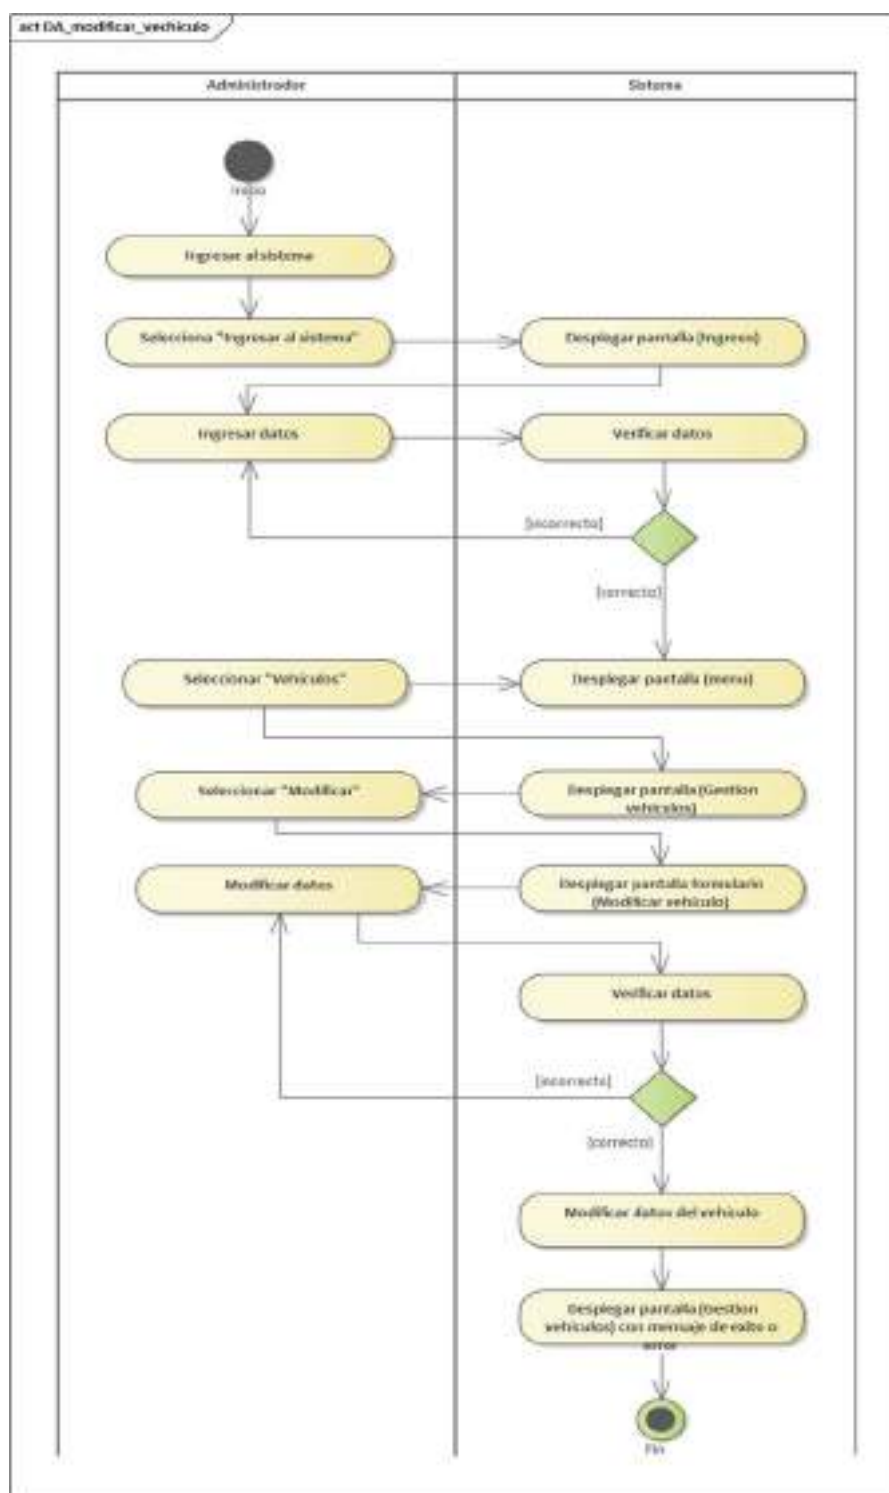 act DA_modificar_vechiculo
Administrador
Sistema
Inicio
Ingresar al sistema
Selecciona "Ingresar al sistema"
Desplegar pantalla (Ingreso)
Ingresar datos
Verificar datos
[incorrecto]
[correcto]
Seleccionar "Vehiculos"
Desplegar pantalla (menu)
Seleccionar "Modificar"
Desplegar pantalla (Gestion
vehiculos)
Modificar datos
Desplegar pantalla formulario
(Modificar vehiculo)
Verificar datos
[incorrecto]
[correcto]
Modificar datos del vehiculo
Desplegar pantalla (Gestion
vehiculos) con mensaje de exito o
error
Fin